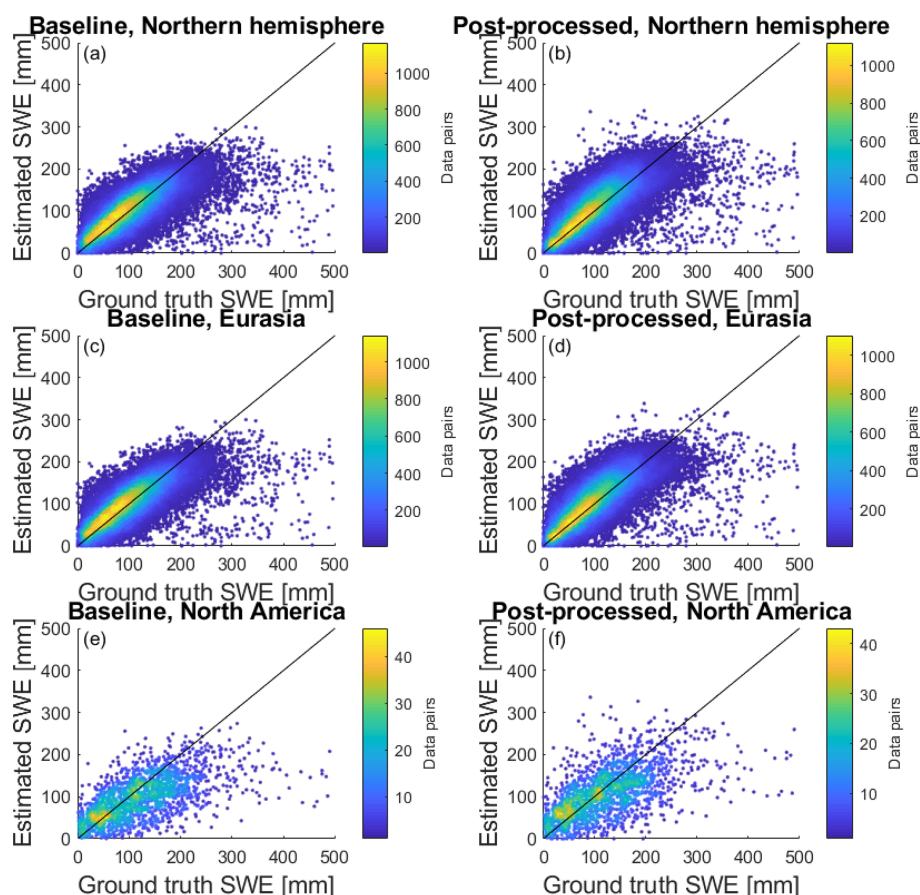 Baseline, Northern hemisphere
Post-processed, Northern hemisphere
(a)
500
400
300
200
100
0
Estimated SWE [mm]
0 100 200 300 400 500
Ground truth SWE [mm]
1000
800
600
400
200
Data pairs
(b)
500
400
300
200
100
0
Estimated SWE [mm]
0 100 200 300 400 500
Ground truth SWE [mm]
1000
800
600
400
200
Data pairs
Baseline, Eurasia
Post-processed, Eurasia
(c)
500
400
300
200
100
0
Estimated SWE [mm]
0 100 200 300 400 500
Ground truth SWE [mm]
1000
800
600
400
200
Data pairs
(d)
500
400
300
200
100
0
Estimated SWE [mm]
0 100 200 300 400 500
Ground truth SWE [mm]
1000
800
600
400
200
Data pairs
Baseline, North America
Post-processed, North America
(e)
500
400
300
200
100
0
Estimated SWE [mm]
0 100 200 300 400 500
Ground truth SWE [mm]
40
30
20
10
Data pairs
(f)
500
400
300
200
100
0
Estimated SWE [mm]
0 100 200 300 400 500
Ground truth SWE [mm]
40
30
20
10
Data pairs